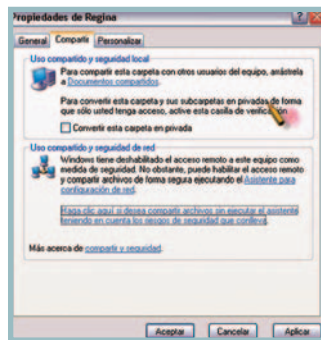 Propiedades de Regina
General Compartir Personalizar
Uso compartido y seguridad local
Para compartir esta carpeta con otros usuarios del equipo, arrástrela
a Documentos compartidos.
Para convertir esta carpeta y sus subcarpetas en privadas de forma
que sólo usted tenga acceso, active esta casilla de verificación
Convertir esta carpeta en privada
Uso compartido y seguridad de red
Windows tiene deshabilitado el acceso remoto a este equipo como
medida de seguridad. No obstante, puede habilitar el acceso remoto
y compartir archivos de forma segura ejecutando el Asistente para
configuración de red.
Haga clic aquí si desea compartir archivos sin ejecutar el asistente
teniendo en cuenta los riesgos de seguridad que conlleva.
Más acerca de compartir y seguridad.
Aceptar Cancelar Aplicar